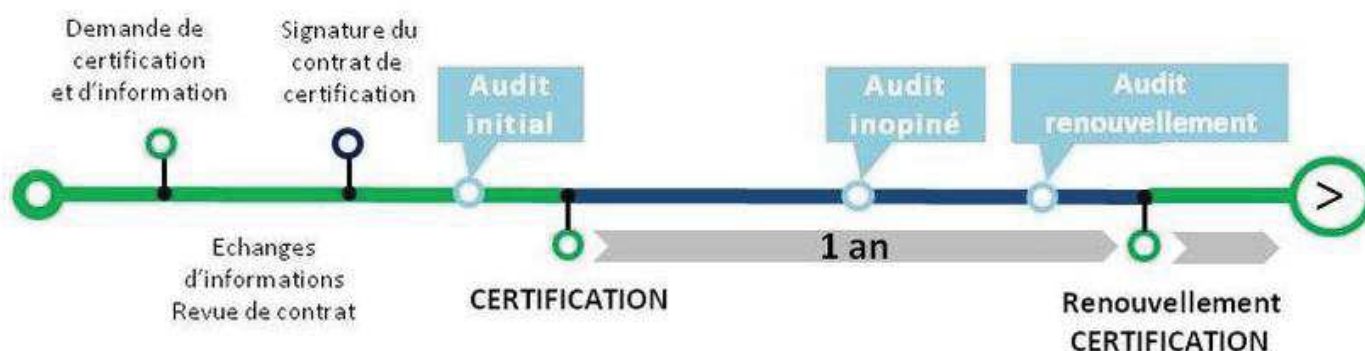 Demande de
certification
et d'information
Signature du
contrat de
certification
Audit
initial
Audit
inopiné
Audit
renouvellement
>
Echanges
d'informations
Revue de contrat
1 an
CERTIFICATION
Renouvellement
CERTIFICATION